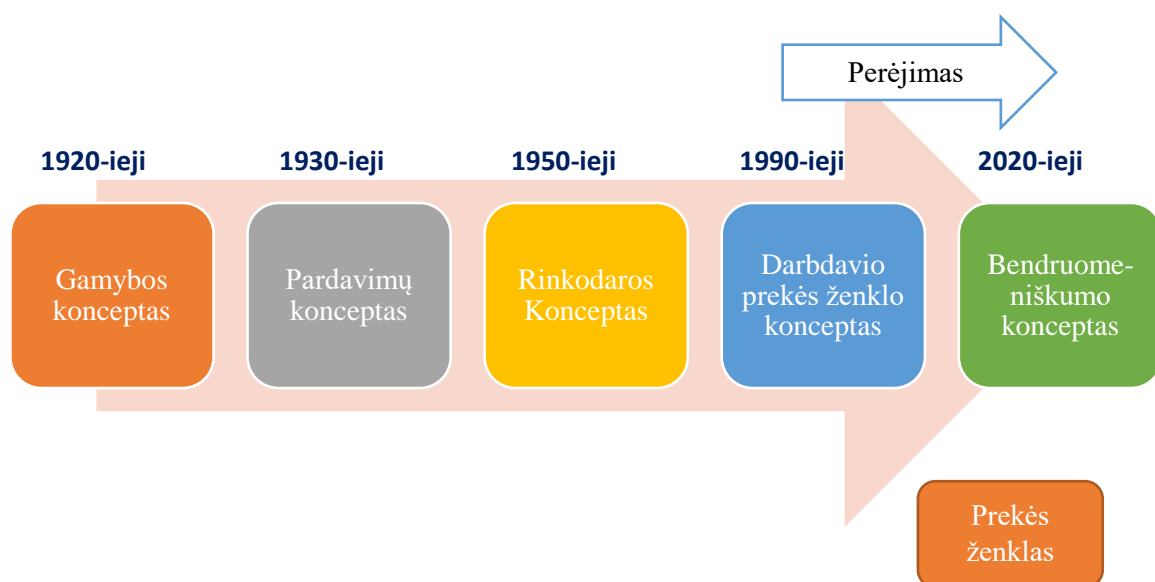 Perėjimas
1920-ieji
1930-ieji
1950-ieji
1990-ieji
2020-ieji
Gamybos
konceptas
Pardavimų
konceptas
Rinkodaros
Konceptas
Darbdavio
prekės ženklo
konceptas
Bendruome-
niškumo
konceptas
Prekės
ženklas